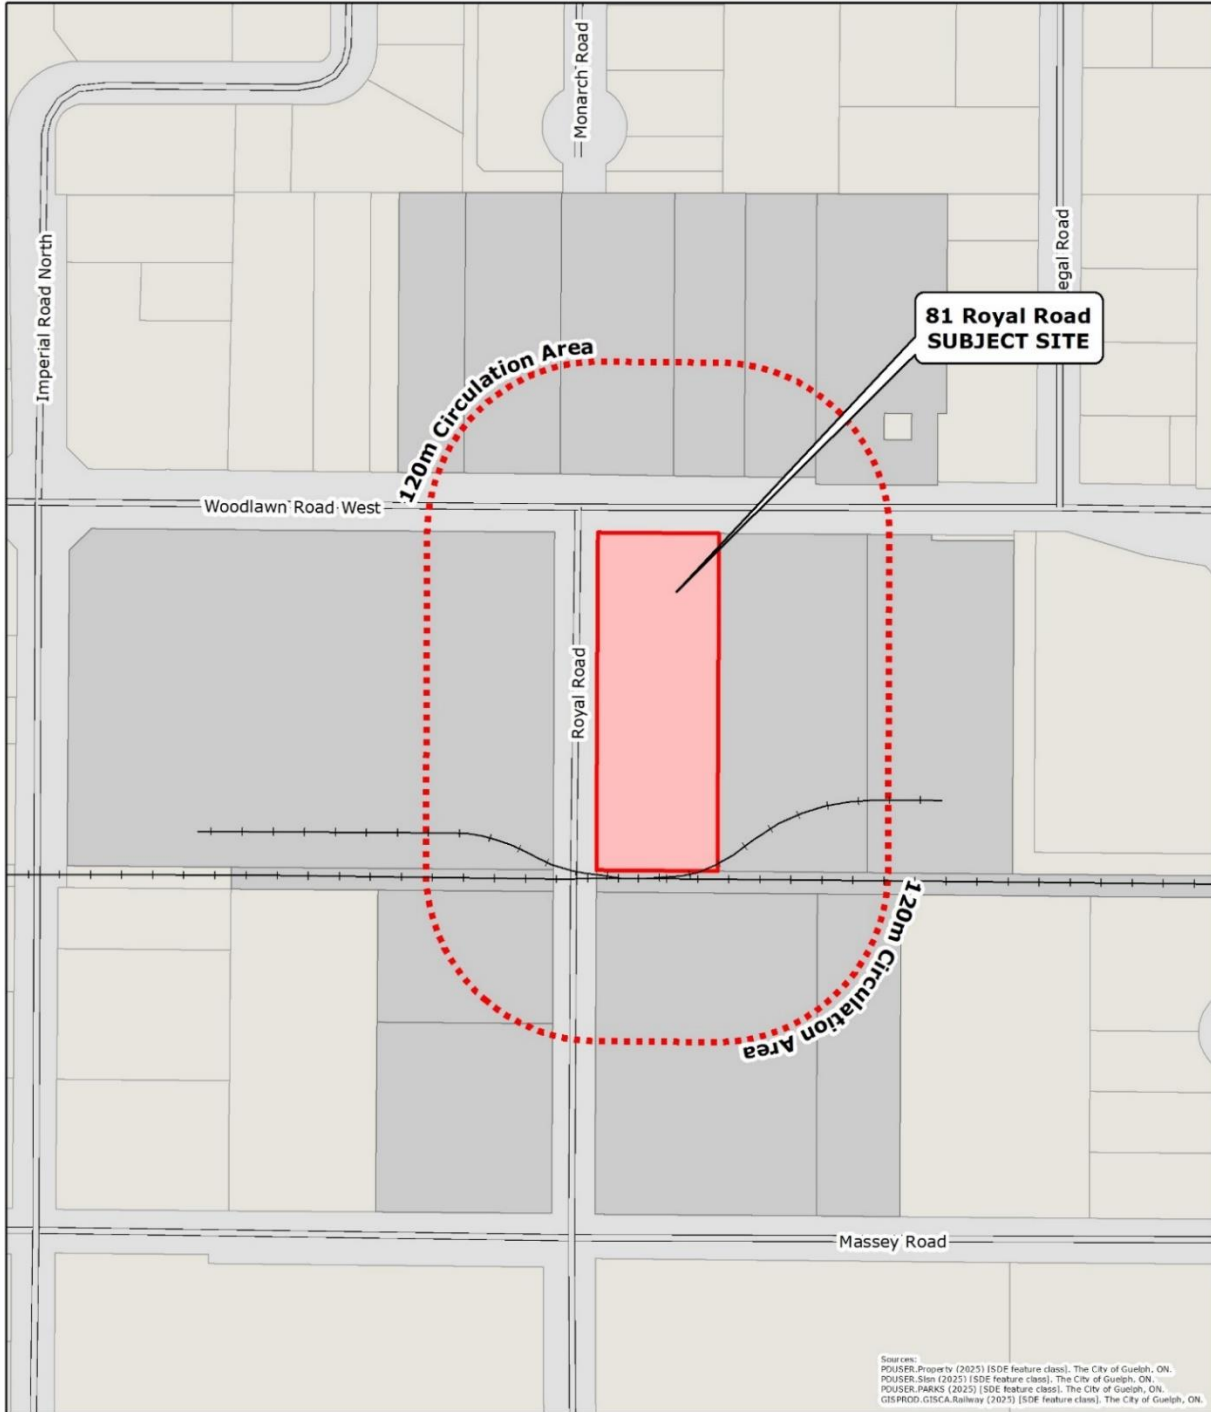 Monarch Road
Imperial Road North
egal Road
81 Royal Road
SUBJECT SITE
120m Circulation Area
Woodlawn Road West
Royal Road
120m Circulation Area
Massey Road
Sources:
PDUSER.Property (2025) [SDE feature class]. The City of Guelph, ON.
PDUSER.Slsn (2025) [SDE feature class]. The City of Guelph, ON.
PDUSER.PARKS (2025) [SDE feature class]. The City of Guelph, ON.
GISPROD.GISCA.Railway (2025) [SDE feature class]. The City of Guelph, ON.